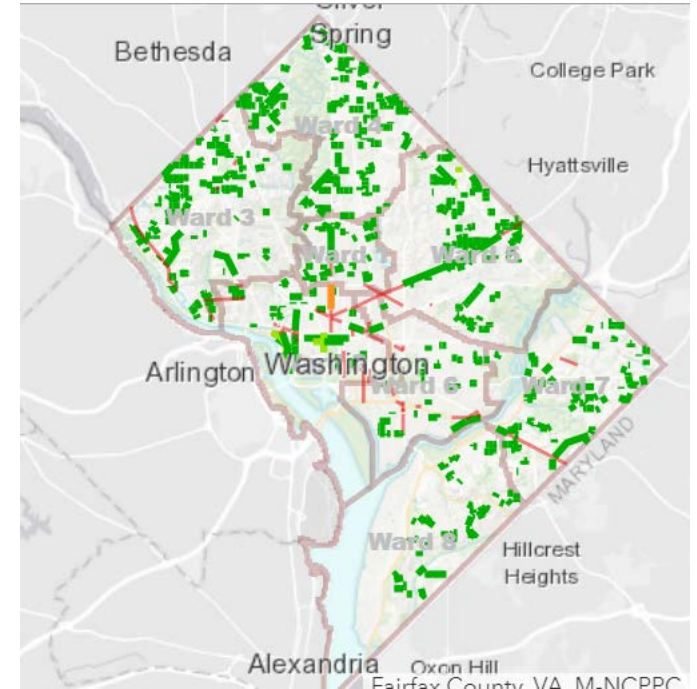 Silver
Spring
Bethesda
College Park
Ward 4
Hyattsville
Ward 3
Ward 1
Ward 5
Arlington
Washington
Ward 6
Ward 7
MARYLAND
Ward 8
Hillcrest
Heights
Alexandria
Oxon Hill
Fairfax County, VA, M-NCPPC